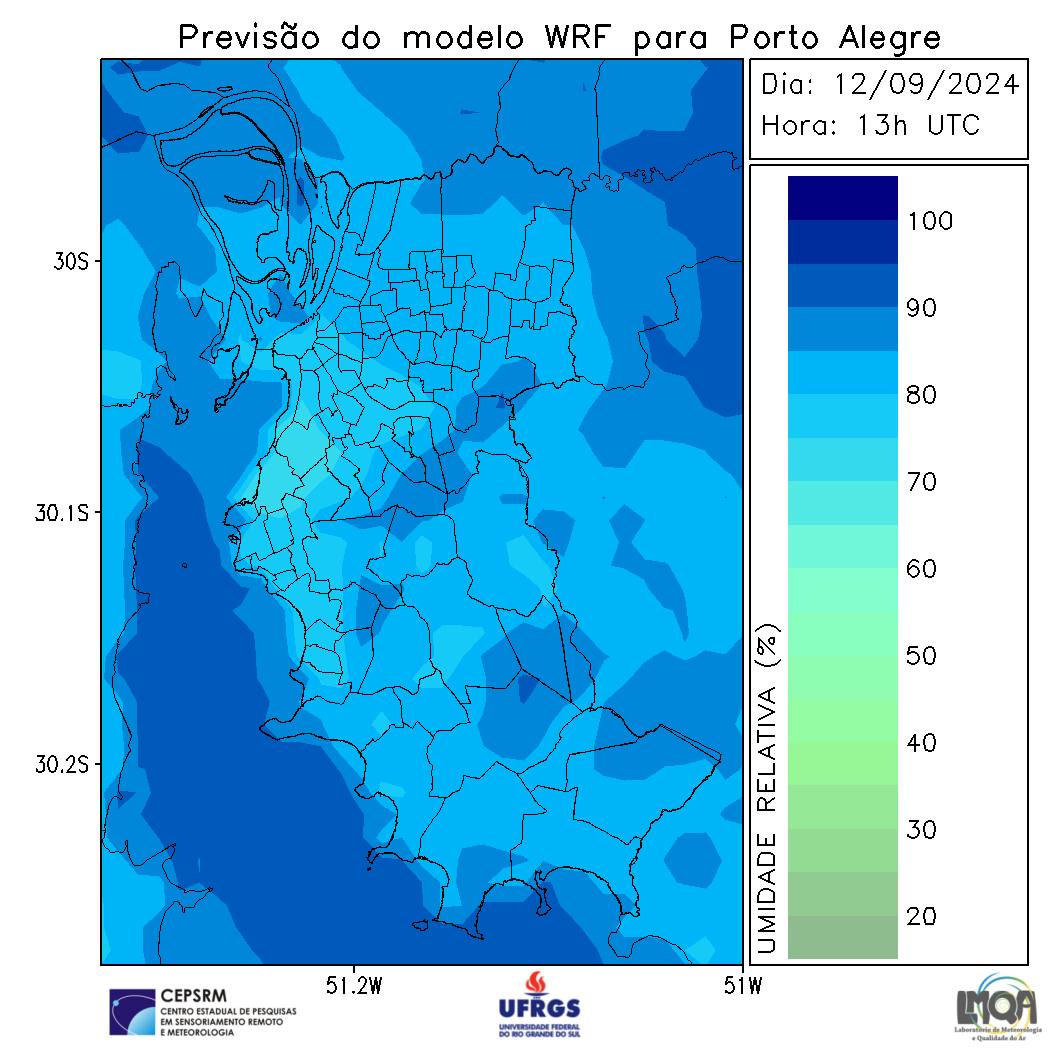 Previsão do modelo WRF para Porto Alegre
Dia: 12/09/2024
Hora: 13h UTC
30S
30.1S
30.2S
51.2W
51W
UMIDADE RELATIVA (%)
100
90
80
70
60
50
40
30
20
CEPSRM
CENTRO ESTADUAL DE PESQUISAS
EM SENSORIAMENTO REMOTO
E METEOROLOGIA
UFRGS
UNIVERSIDADE FEDERAL
DO RIO GRANDE DO SUL
LMQA
Laboratório de Meteorologia
e Qualidade do Ar